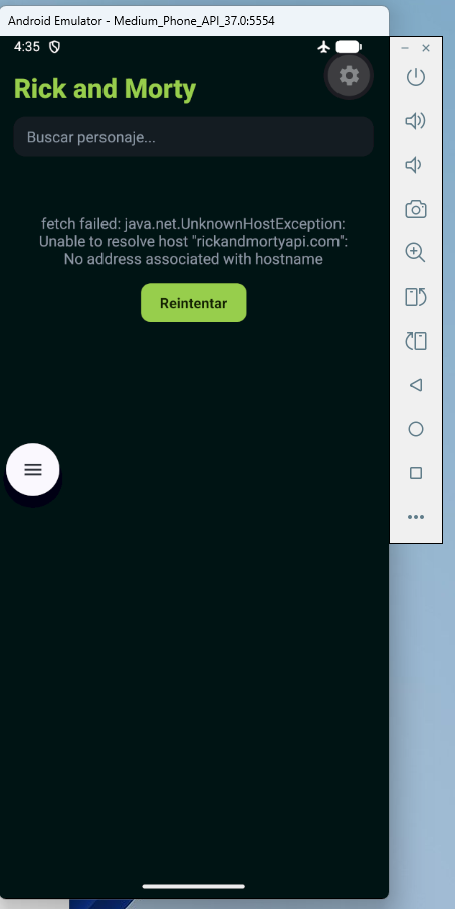 Android Emulator - Medium_Phone_API_37.0:5554
4:35
Rick and Morty
Buscar personaje...
fetch failed: java.net.UnknownHostException:
Unable to resolve host "rickandmortyapi.com":
No address associated with hostname
Reintentar